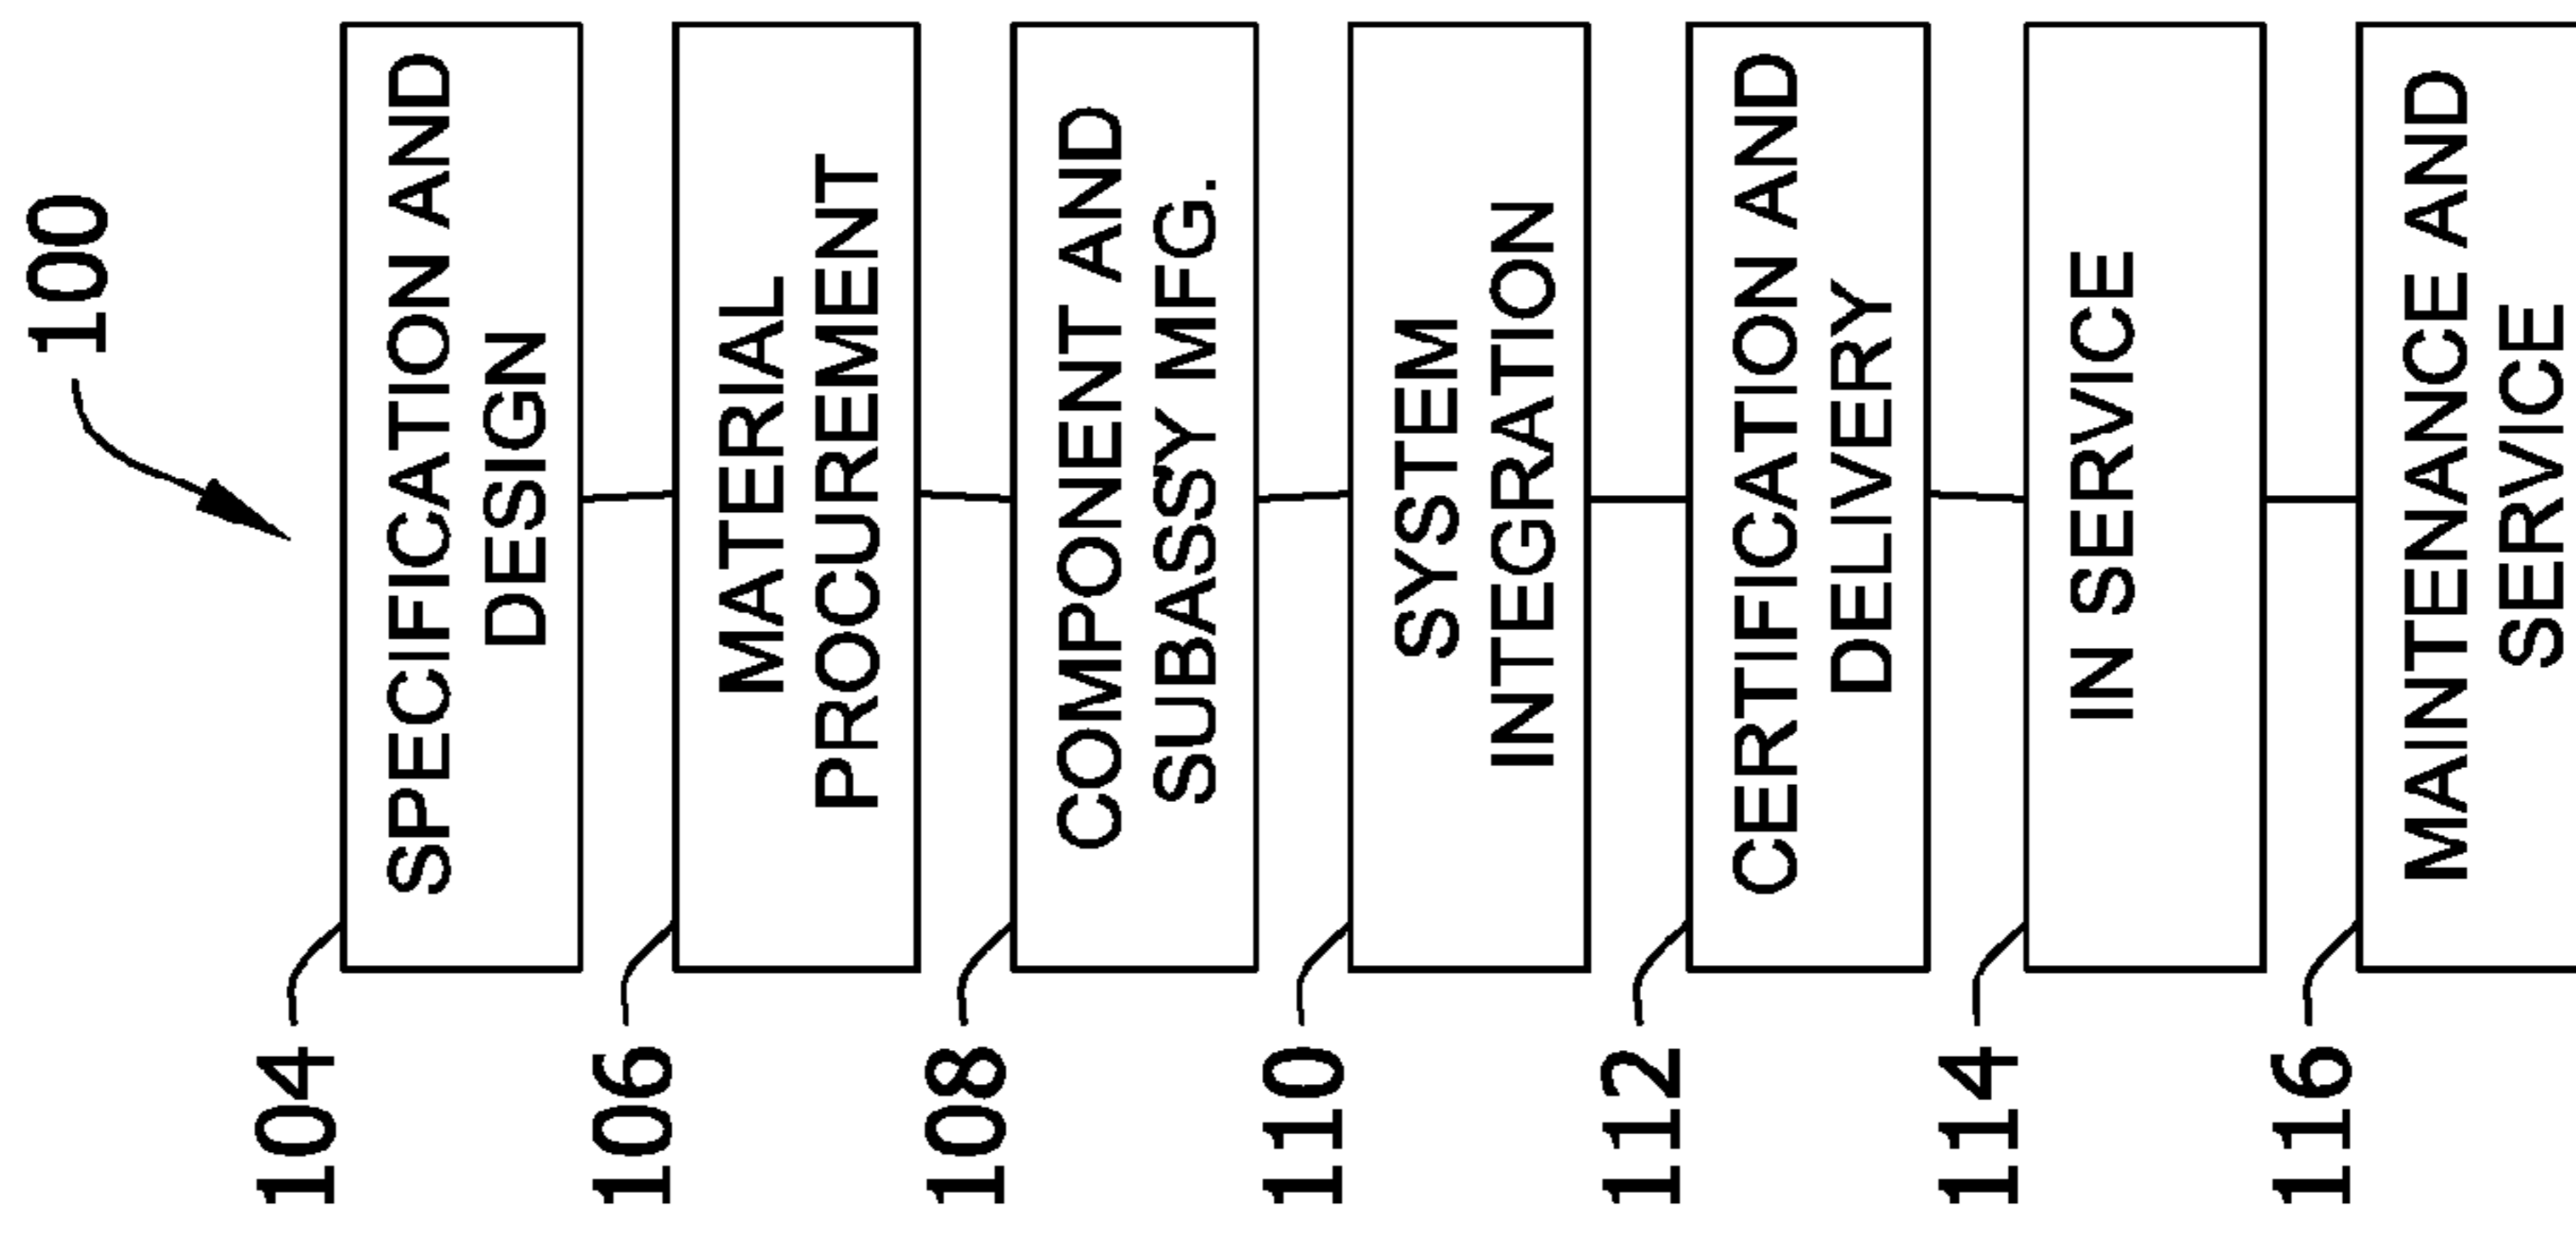 100
104
SPECIFICATION AND
DESIGN
106
MATERIAL
PROCUREMENT
108
COMPONENT AND
SUBASSY MFG.
110
SYSTEM
INTEGRATION
112
CERTIFICATION AND
DELIVERY
114
IN SERVICE
116
MAINTENANCE AND
SERVICE